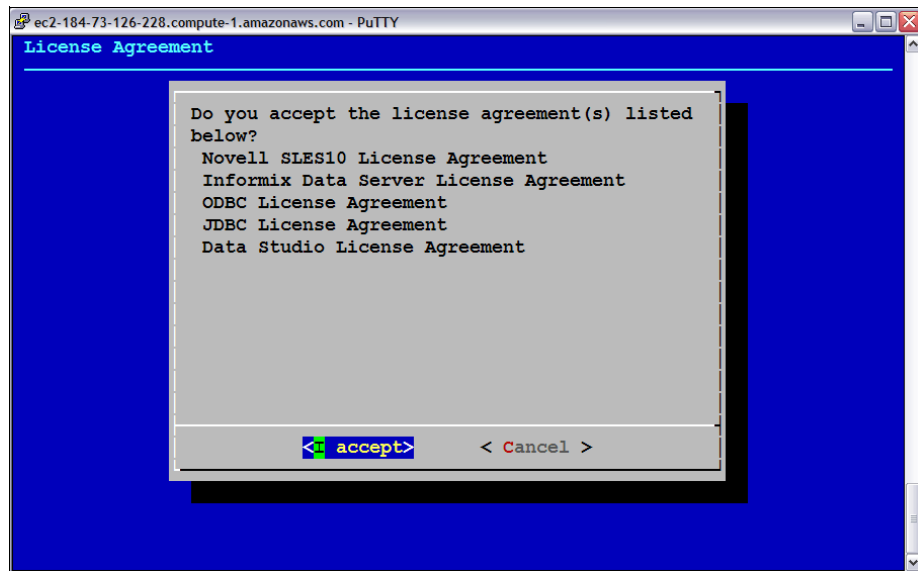 ec2-184-73-126-228.compute-1.amazonaws.com - PuTTY
License Agreement
Do you accept the license agreement(s) listed
below?
Novell SLES10 License Agreement
Informix Data Server License Agreement
ODBC License Agreement
JDBC License Agreement
Data Studio License Agreement
<I accept> < Cancel >